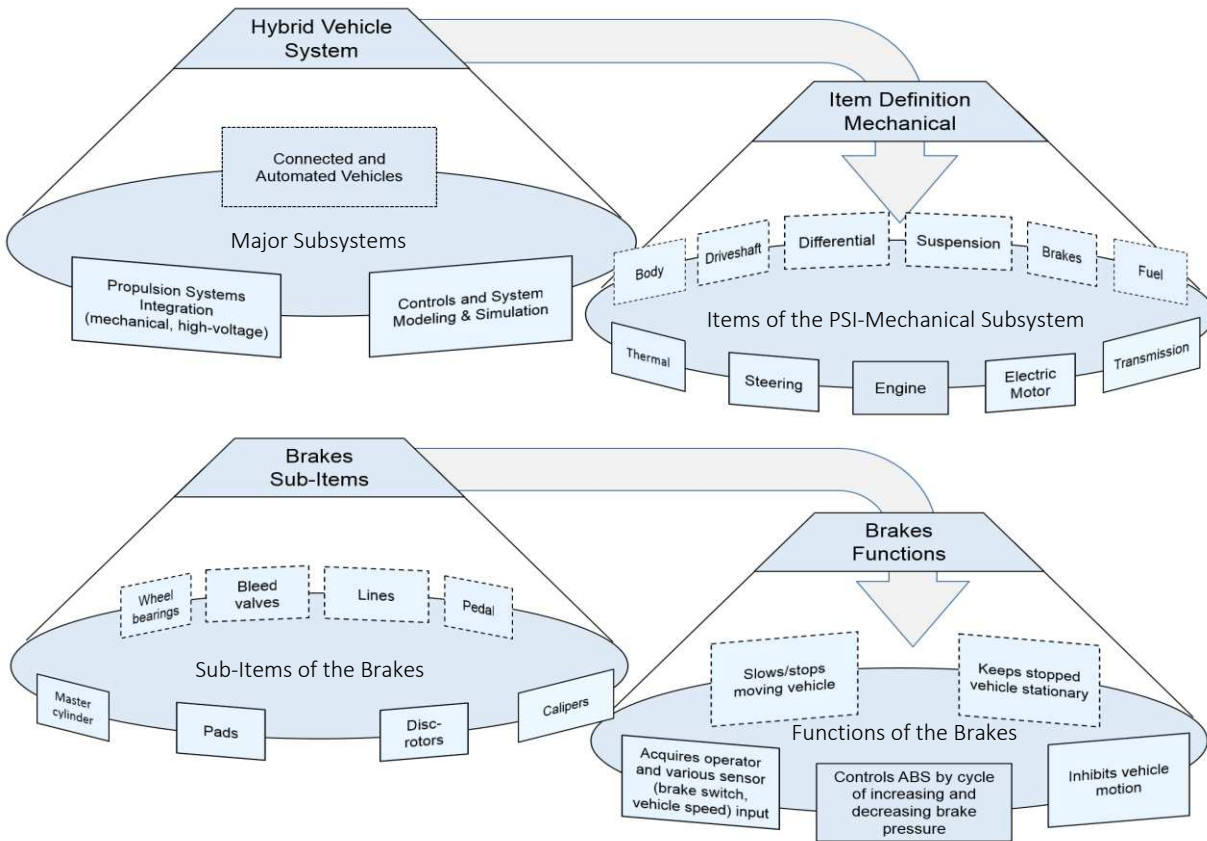 Hybrid Vehicle
System
Connected and
Automated Vehicles
Major Subsystems
Propulsion Systems
Integration
(mechanical, high-voltage)
Controls and System
Modeling & Simulation
Item Definition
Mechanical
Body
Driveshaft
Differential
Suspension
Brakes
Fuel
Items of the PSI-Mechanical Subsystem
Thermal
Steering
Engine
Electric
Motor
Transmission
Brakes
Sub-Items
Wheel
bearings
Bleed
valves
Lines
Pedal
Sub-Items of the Brakes
Master
cylinder
Pads
Disc-
rotors
Calipers
Brakes
Functions
Slows/stops
moving vehicle
Keeps stopped
vehicle stationary
Functions of the Brakes
Acquires operator
and various sensor
(brake switch,
vehicle speed) input
Controls ABS by cycle
of increasing and
decreasing brake
pressure
Inhibits vehicle
motion